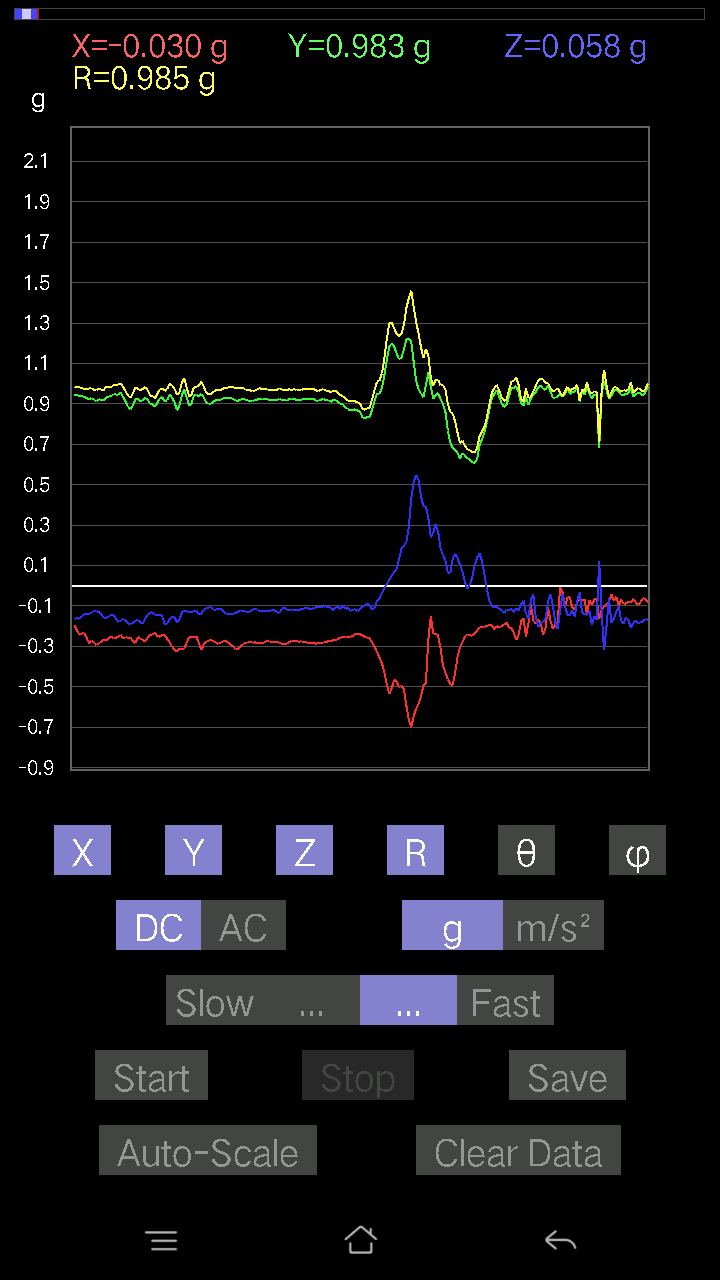 X=-0.030 g Y=0.983 g Z=0.058 g
R=0.985 g
g
2.1
1.9
1.7
1.5
1.3
1.1
0.9
0.7
0.5
0.3
0.1
-0.1
-0.3
-0.5
-0.7
-0.9
X Y Z R θ φ
DC AC g m/s²
Slow ... ... Fast
Start Stop Save
Auto-Scale Clear Data